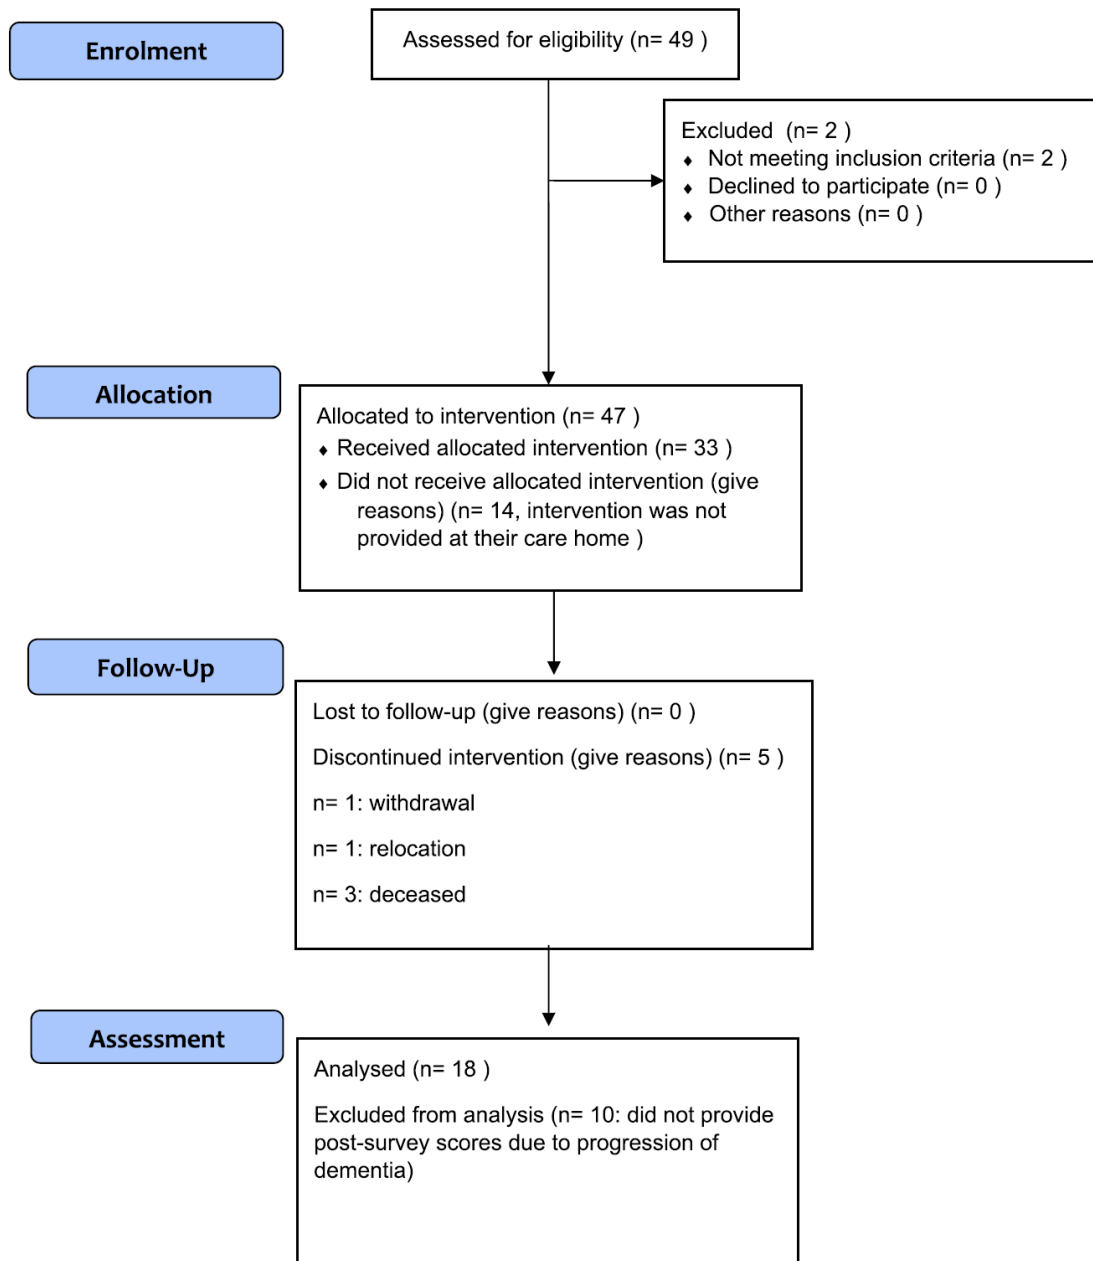 Enrolment
Assessed for eligibility (n= 49 )
Excluded  (n= 2 )
♦ Not meeting inclusion criteria (n= 2 )
♦ Declined to participate (n= 0 )
♦ Other reasons (n= 0 )
Allocation
Allocated to intervention (n= 47 )
♦ Received allocated intervention (n= 33 )
♦ Did not receive allocated intervention (give
reasons) (n= 14, intervention was not
provided at their care home )
Follow-Up
Lost to follow-up (give reasons) (n= 0 )
Discontinued intervention (give reasons) (n= 5 )
n= 1: withdrawal
n= 1: relocation
n= 3: deceased
Assessment
Analysed (n= 18 )
Excluded from analysis (n= 10: did not provide
post-survey scores due to progression of
dementia)